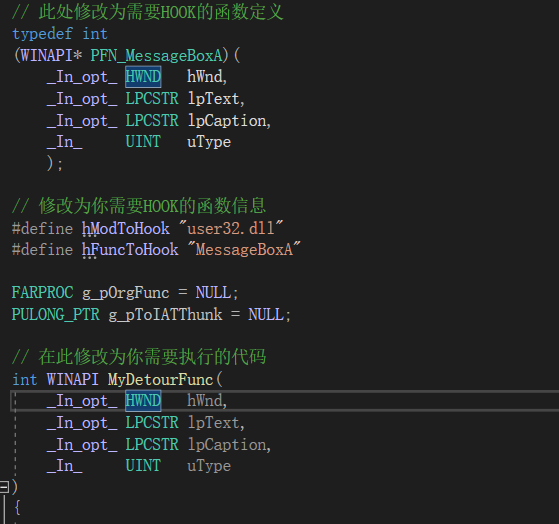 // 此处修改为需要HOOK的函数定义
typedef int
(WINAPI* PFN_MessageBoxA)(
    _In_opt_ HWND   hWnd,
    _In_opt_ LPCSTR lpText,
    _In_opt_ LPCSTR lpCaption,
    _In_     UINT   uType
    );

// 修改为你需要HOOK的函数信息
#define hModToHook "user32.dll"
#define hFuncToHook "MessageBoxA"

FARPROC g_pOrgFunc = NULL;
PULONG_PTR g_pToIATThunk = NULL;

// 在此修改为你需要执行的代码
int WINAPI MyDetourFunc(
    _In_opt_ HWND   hWnd,
    _In_opt_ LPCSTR lpText,
    _In_opt_ LPCSTR lpCaption,
    _In_     UINT   uType
)
{